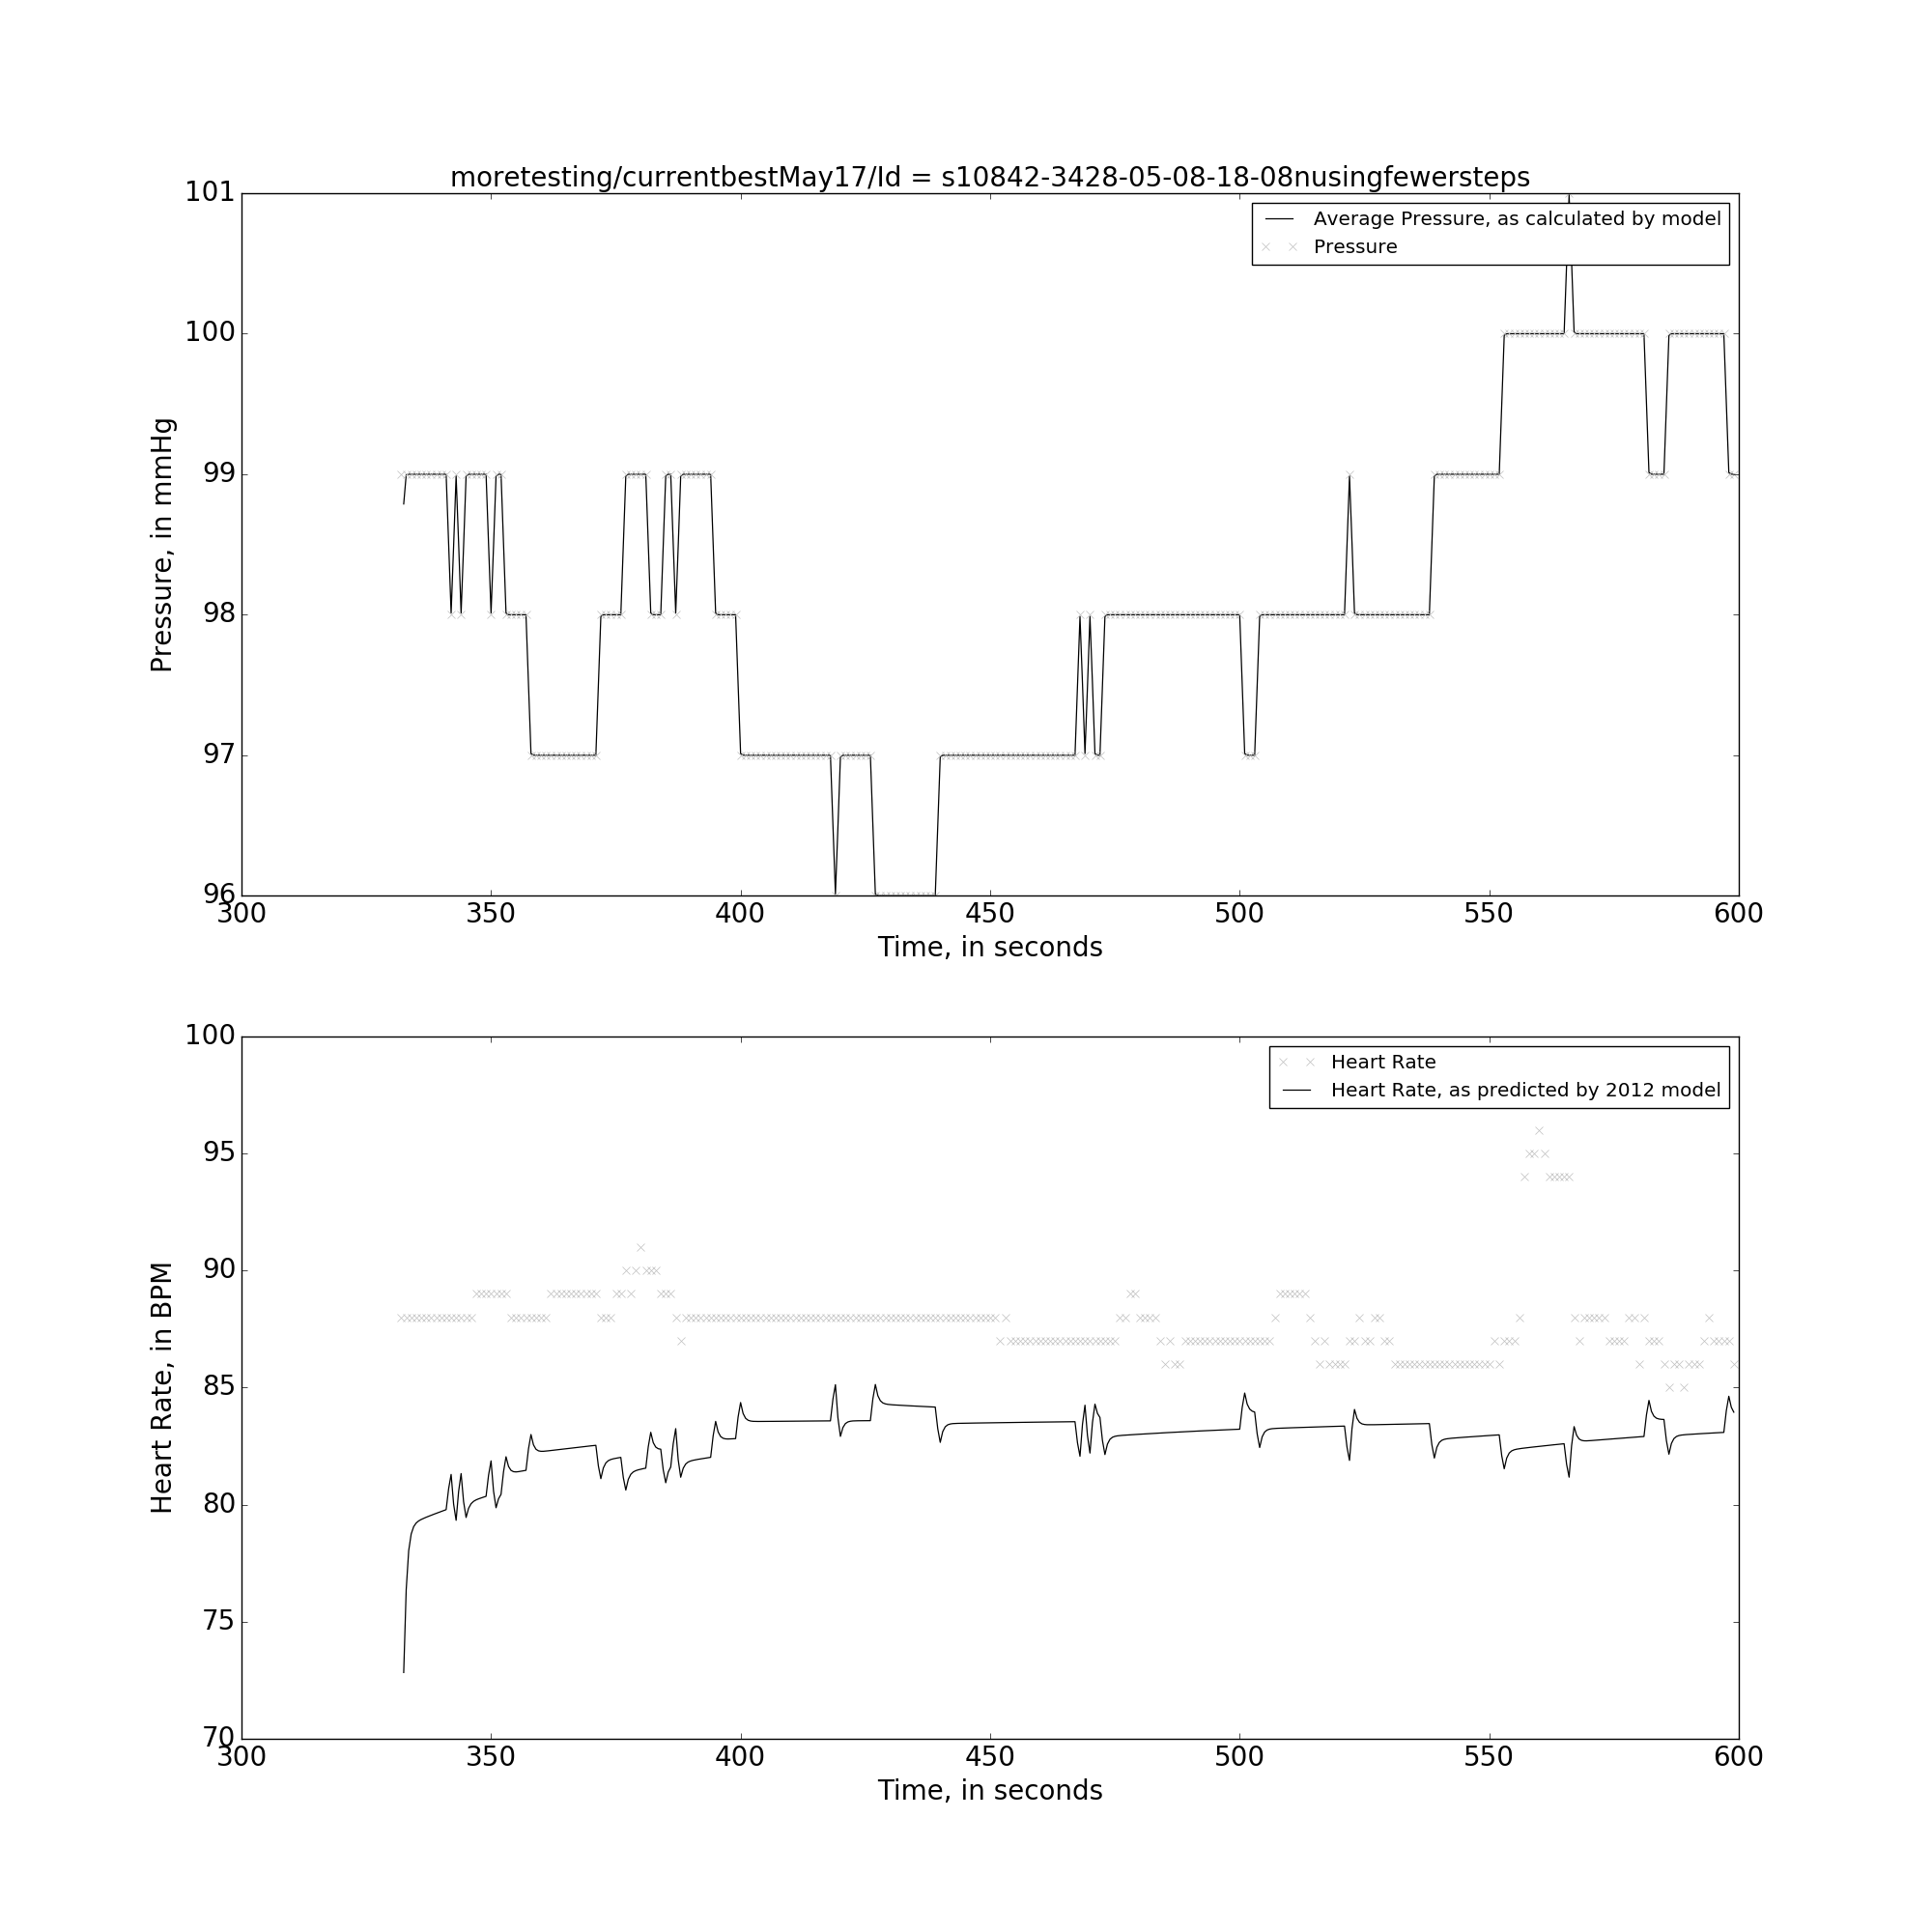 moretesting/currentbestMay17/Id = s10842-3428-05-08-18-08nusingfewersteps
101
Average Pressure, as calculated by model
Pressure
100
99
98
97
96
Pressure, in mmHg
300 350 400 450 500 550 600
Time, in seconds
100
Heart Rate
Heart Rate, as predicted by 2012 model
95
90
85
80
75
70
Heart Rate, in BPM
300 350 400 450 500 550 600
Time, in seconds